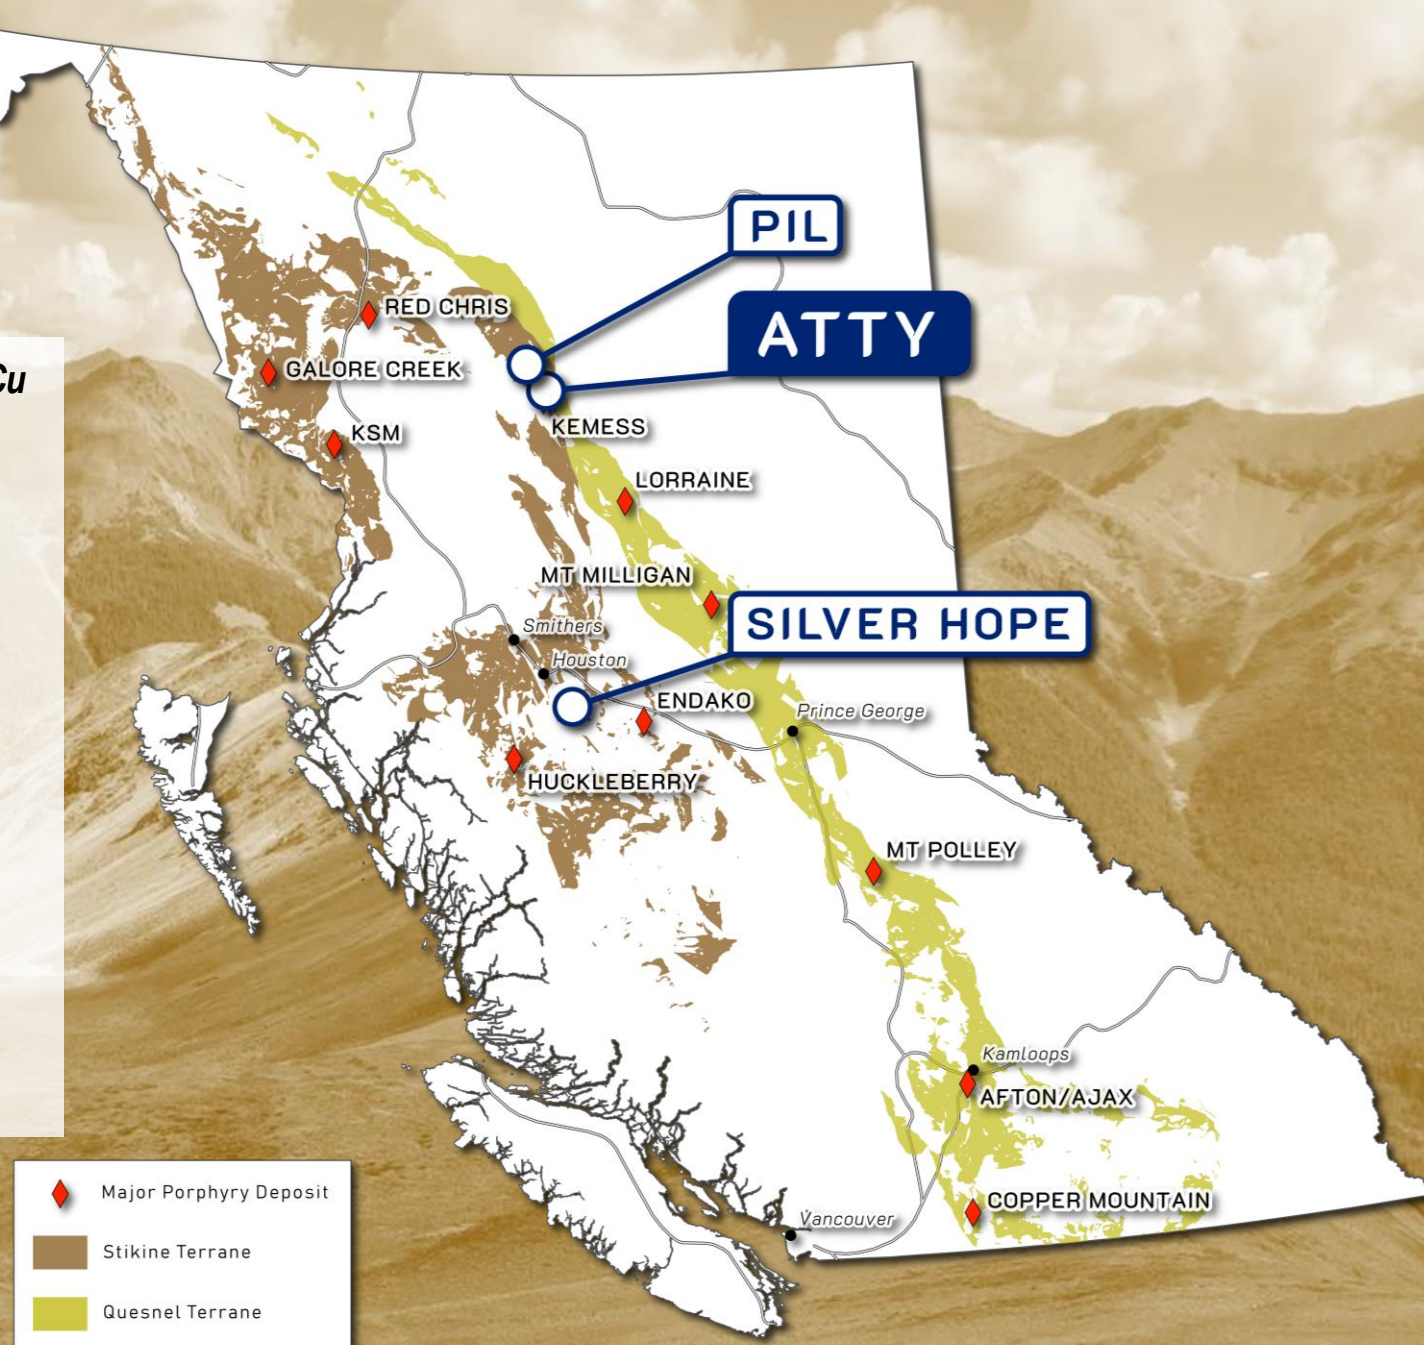 Cu
PIL
ATTY
RED CHRIS
GALORE CREEK
KEMESS
KSM
LORRAINE
MT MILLIGAN
SILVER HOPE
Smithers
Houston
ENDAKO
Prince George
HUCKLEBERRY
MT POLLEY
Kamloops
AFTON/AJAX
COPPER MOUNTAIN
Vancouver
Major Porphyry Deposit
Stikine Terrane
Quesnel Terrane